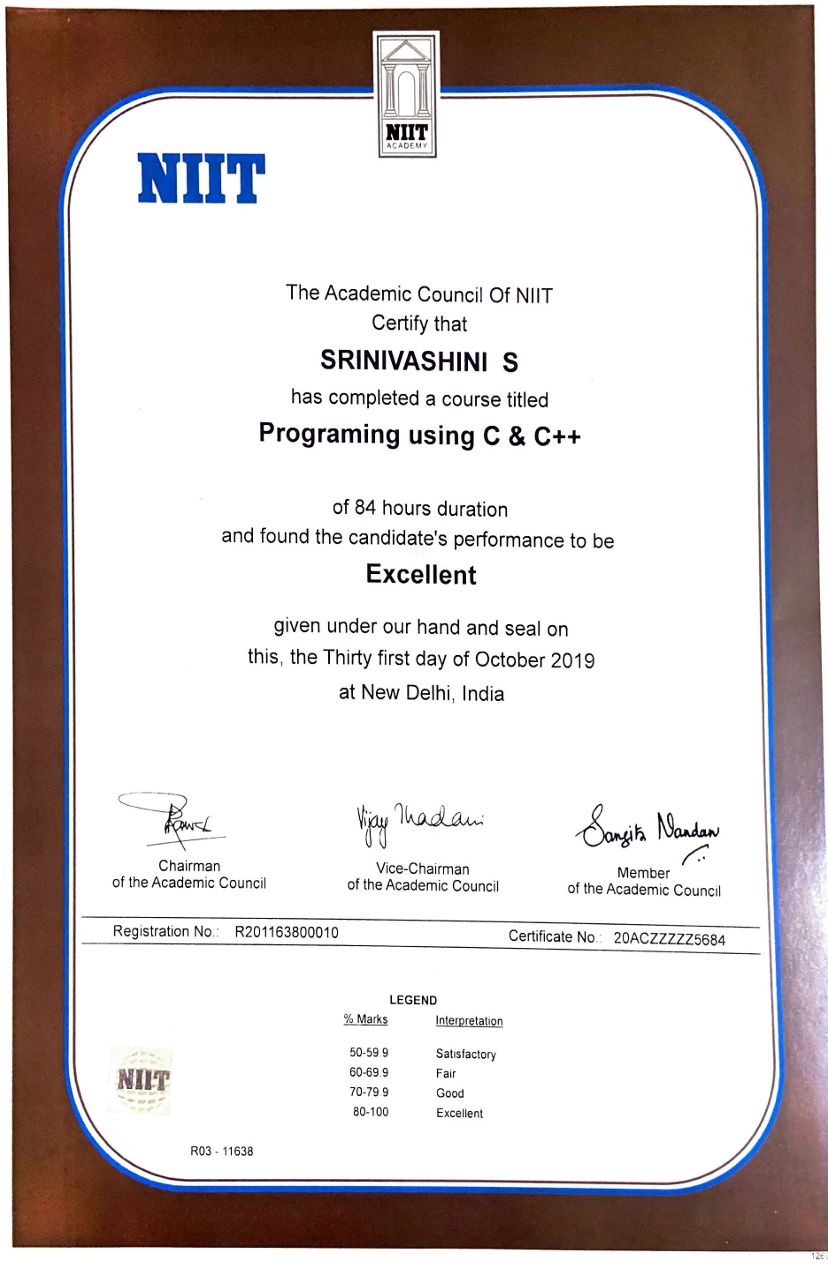 NIIT
ACADEMY
NIIT
The Academic Council Of NIIT
Certify that
SRINIVASHINI S
has completed a course titled
Programing using C & C++
of 84 hours duration
and found the candidate's performance to be
Excellent
given under our hand and seal on
this, the Thirty first day of October 2019
at New Delhi, India
Vijay Thadani
Sangita Nandan
Chairman
of the Academic Council
Vice-Chairman
of the Academic Council
Member
of the Academic Council
Registration No.: R201163800010 Certificate No.: 20ACZZZZZ5684
LEGEND
% Marks Interpretation
50-59.9 Satisfactory
60-69.9 Fair
70-79.9 Good
80-100 Excellent
NIIT
R03 - 11638